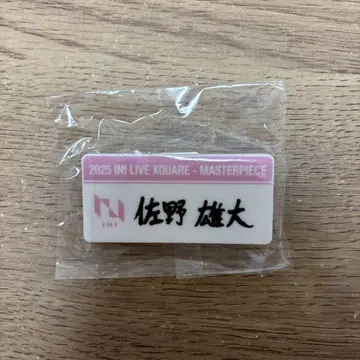 2025 INI LIVE XQUARE - MASTERPIECE
INI
佐野 雄大